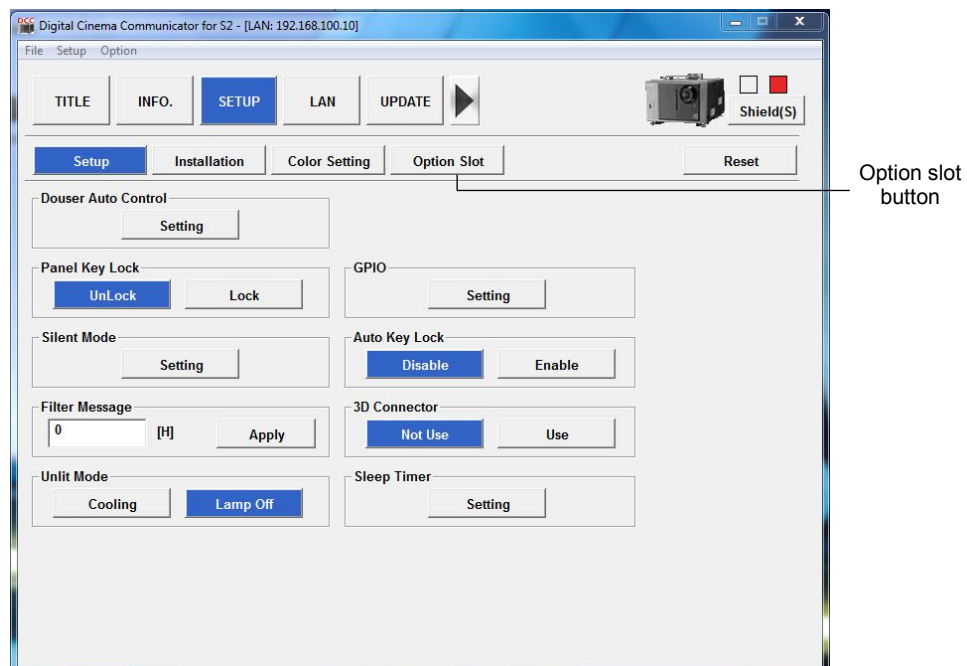 DCC Digital Cinema Communicator for S2 - [LAN: 192.168.100.10]
File Setup Option
TITLE INFO. SETUP LAN UPDATE Shield(S)
Setup Installation Color Setting Option Slot Reset
Option slot
button
Douser Auto Control
Setting
Panel Key Lock GPIO
UnLock Lock Setting
Silent Mode Auto Key Lock
Setting Disable Enable
Filter Message 3D Connector
0 [H] Apply Not Use Use
Unlit Mode Sleep Timer
Cooling Lamp Off Setting